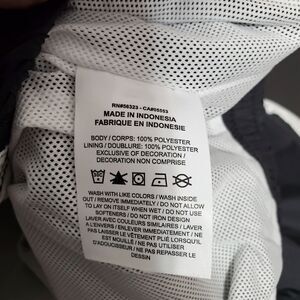 RN#56323 - CA#05553
MADE IN INDONESIA
FABRIQUE EN INDONESIE
BODY / CORPS: 100% POLYESTER
LINING / DOUBLURE: 100% POLYESTER
EXCLUSIVE OF DECORATION /
DECORATION NON COMPRISE
WASH WITH LIKE COLORS / WASH INSIDE
OUT / REMOVE IMMEDIATELY / DO NOT ALLOW
TO LAY ON ITSELF WHEN WET / DO NOT USE
SOFTENERS / DO NOT IRON DESIGN
LAVER AVEC COULEURS SIMILAIRES / LAVER
A L'ENVERS / ENLEVER IMMEDIATEMENT / NE
PAS LAISSER LE VÊTEMENT PLIÉ LORSQU'IL
EST MOUILLÉ / NE PAS UTILISER
D'ADOUCISSEUR / NE PAS REPASSER LE
DESSIN